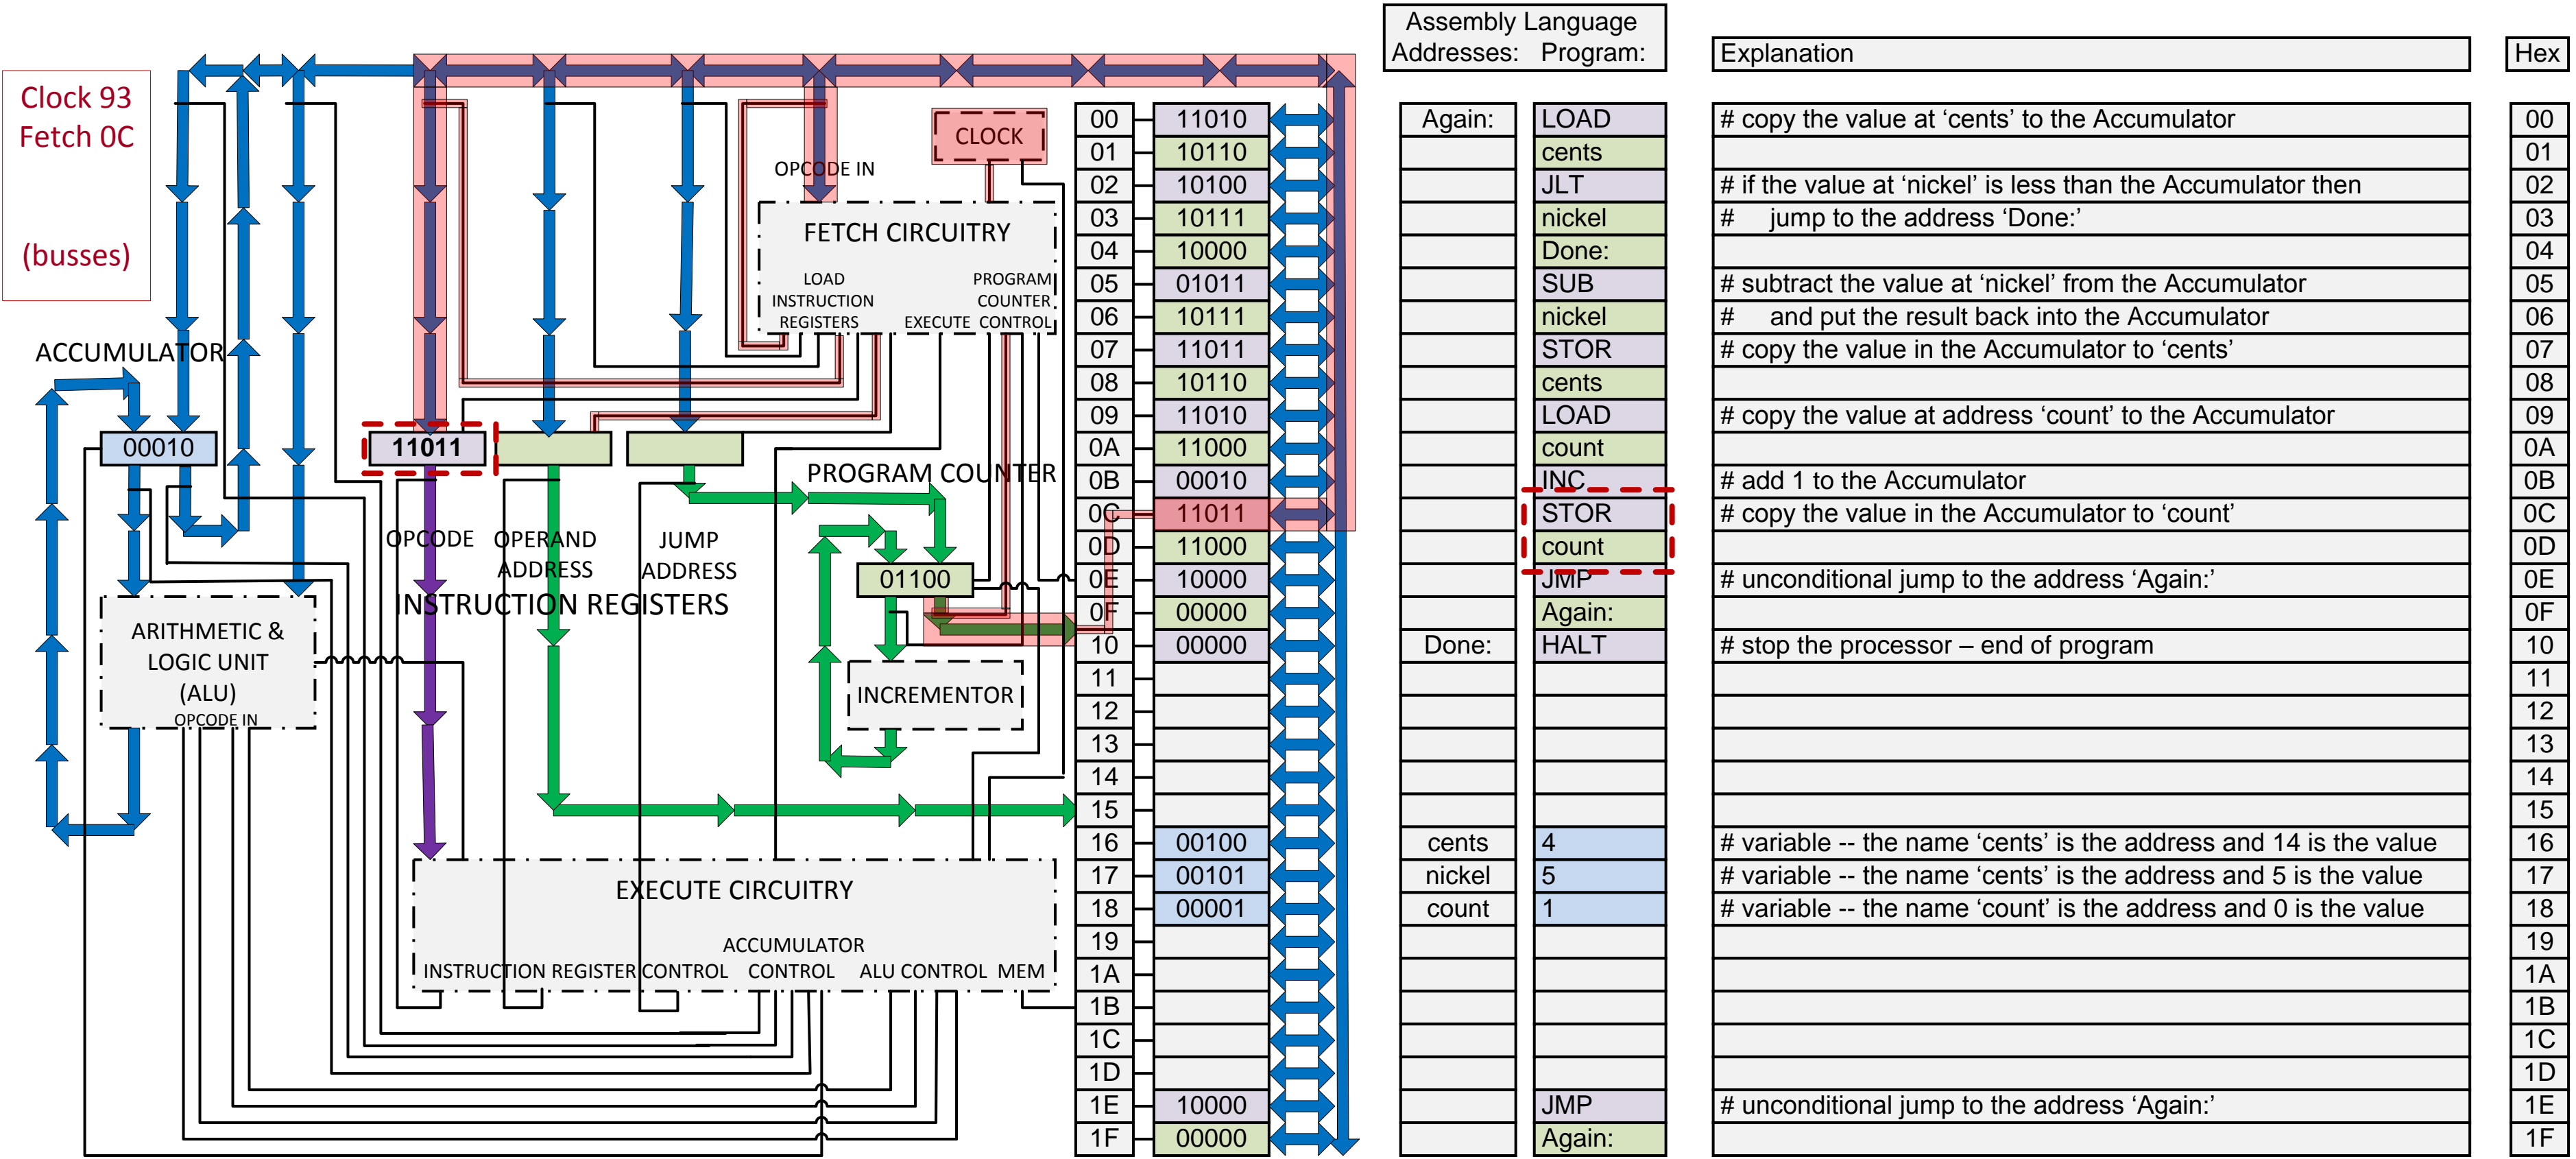 Assembly Language
Addresses: Program:
Explanation
Hex
Clock 93
Fetch 0C
(busses)
CLOCK
OPCODE IN
FETCH CIRCUITRY
LOAD
INSTRUCTION
REGISTERS
EXECUTE
PROGRAM
COUNTER
CONTROL
ACCUMULATOR
00010
11011
PROGRAM COUNTER
OPCODE
OPERAND
ADDRESS
JUMP
ADDRESS
INSTRUCTION REGISTERS
01100
INCREMENTOR
ARITHMETIC &
LOGIC UNIT
(ALU)
OPCODE IN
EXECUTE CIRCUITRY
ACCUMULATOR
INSTRUCTION REGISTER CONTROL CONTROL ALU CONTROL MEM
00 11010 Again: LOAD # copy the value at ‘cents’ to the Accumulator 00
01 10110 cents 01
02 10100 JLT # if the value at ‘nickel’ is less than the Accumulator then 02
03 10111 nickel # jump to the address ‘Done:’ 03
04 10000 Done: 04
05 01011 SUB # subtract the value at ‘nickel’ from the Accumulator 05
06 10111 nickel # and put the result back into the Accumulator 06
07 11011 STOR # copy the value in the Accumulator to ‘cents’ 07
08 10110 cents 08
09 11010 LOAD # copy the value at address ‘count’ to the Accumulator 09
0A 11000 count 0A
0B 00010 INC # add 1 to the Accumulator 0B
0C 11011 STOR # copy the value in the Accumulator to ‘count’ 0C
0D 11000 count 0D
0E 10000 JMP # unconditional jump to the address ‘Again:’ 0E
0F 00000 Again: 0F
10 00000 Done: HALT # stop the processor – end of program 10
11 11
12 12
13 13
14 14
15 15
16 00100 cents 4 # variable -- the name ‘cents’ is the address and 14 is the value 16
17 00101 nickel 5 # variable -- the name ‘cents’ is the address and 5 is the value 17
18 00001 count 1 # variable -- the name ‘count’ is the address and 0 is the value 18
19 19
1A 1A
1B 1B
1C 1C
1D 1D
1E 10000 JMP # unconditional jump to the address ‘Again:’ 1E
1F 00000 Again: 1F